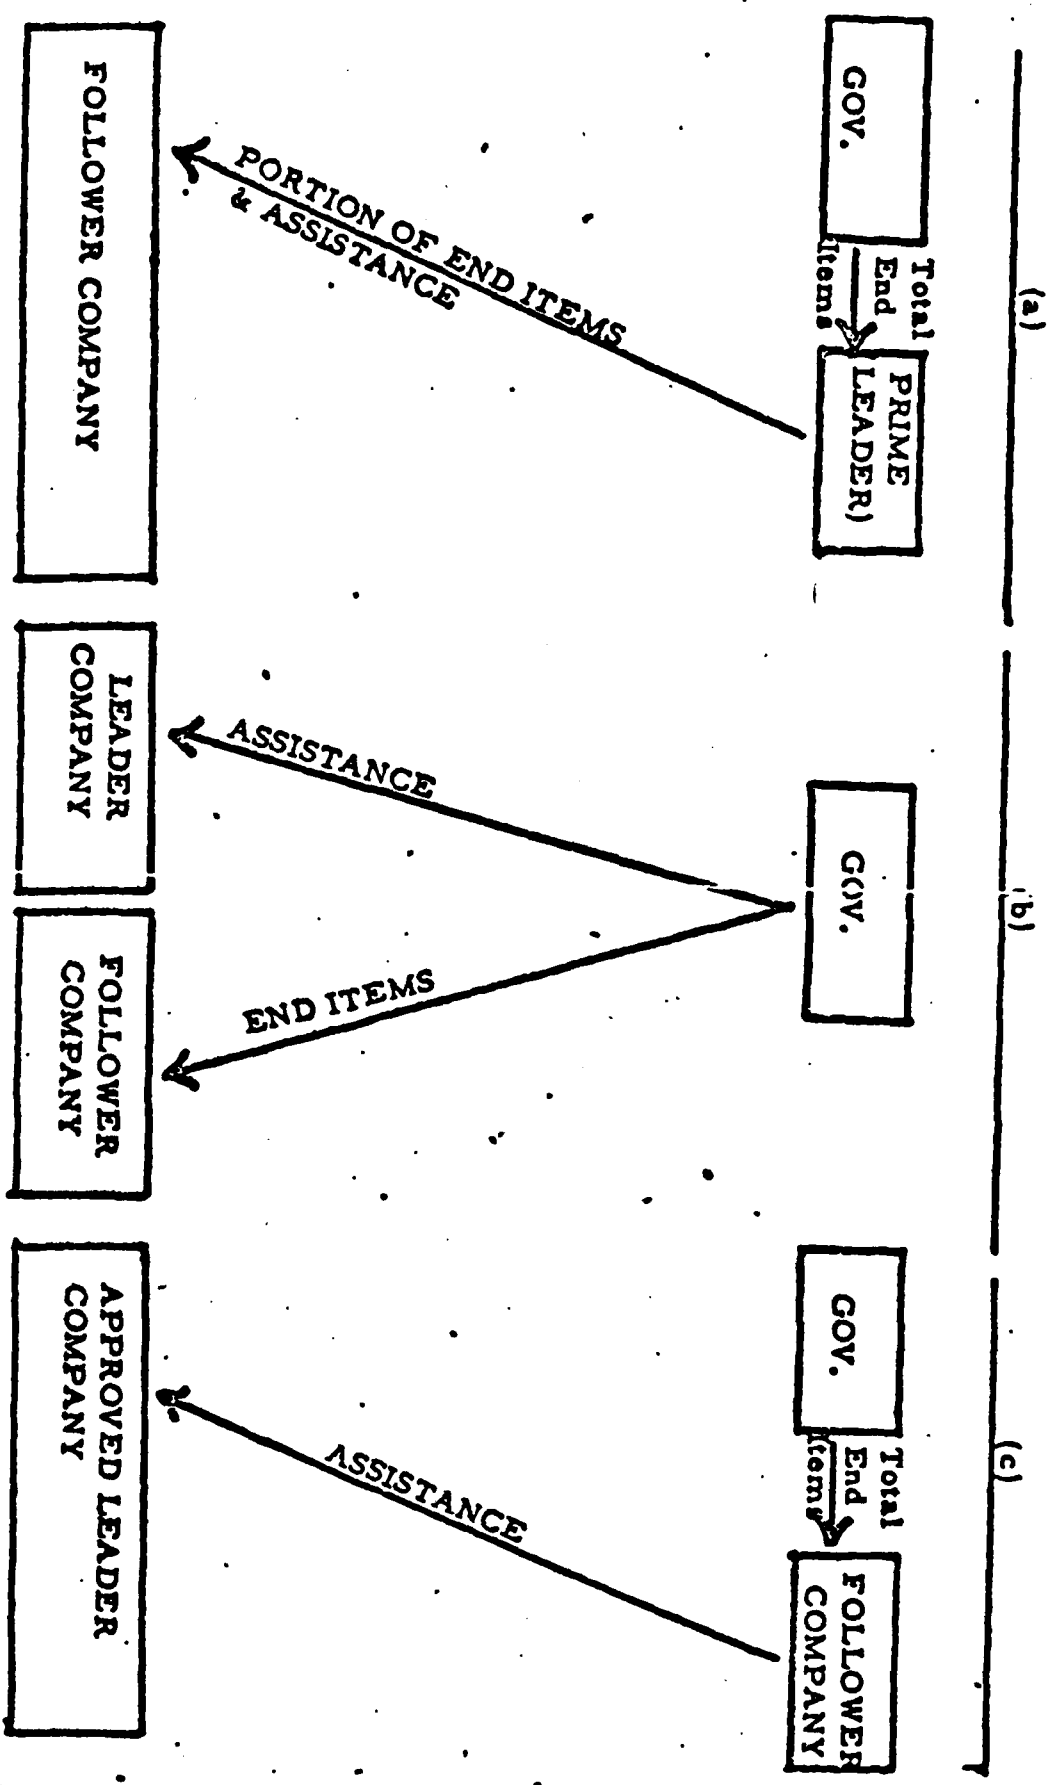 (a)
GOV.
Total
End
Items
PRIME
LEADER)
PORTION OF END ITEMS
& ASSISTANCE
FOLLOWER COMPANY
(b)
GOV.
ASSISTANCE
END ITEMS
LEADER
COMPANY
FOLLOWER
COMPANY
(c)
GOV.
Total
End
Items
FOLLOWER
COMPANY
ASSISTANCE
APPROVED LEADER
COMPANY